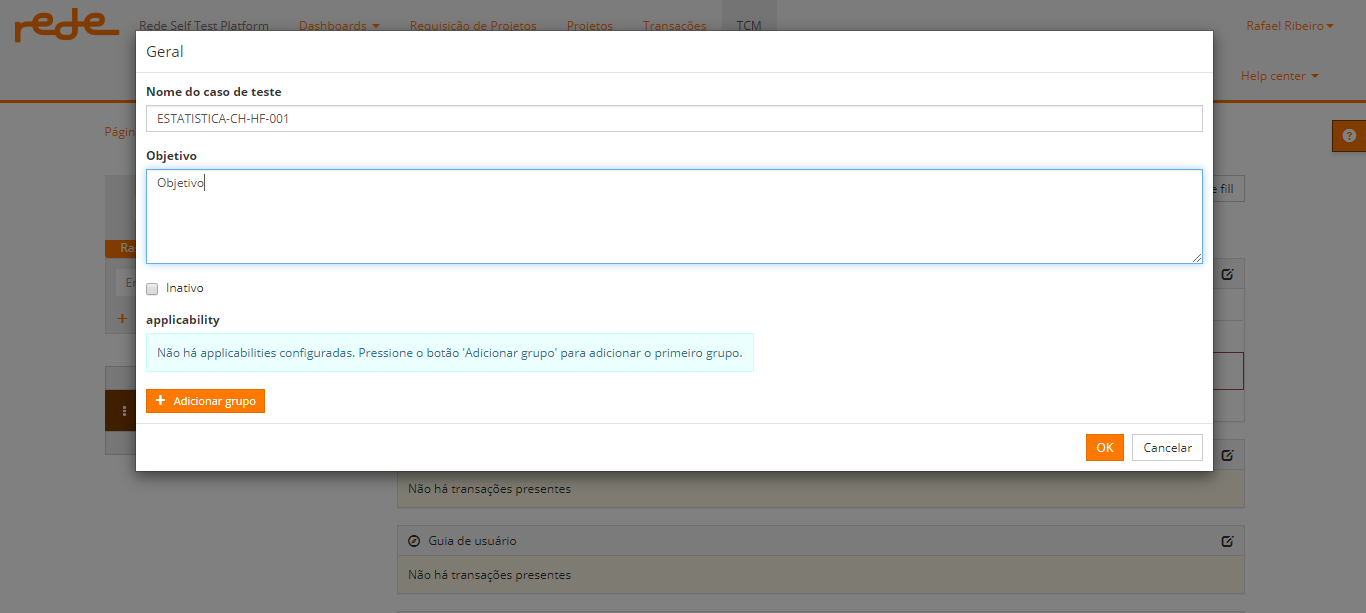 rede
Rede Self Test Platform Dashboards Requisição de Projetos Projetos Transações TCM Rafael Ribeiro
Help center
Geral
Nome do caso de teste
ESTATISTICA-CH-HF-001
Objetivo
Objetivo
fill
Inativo
applicability
Não há applicabilities configuradas. Pressione o botão 'Adicionar grupo' para adicionar o primeiro grupo.
Adicionar grupo
OK Cancelar
Não há transações presentes
Guia de usuário
Não há transações presentes